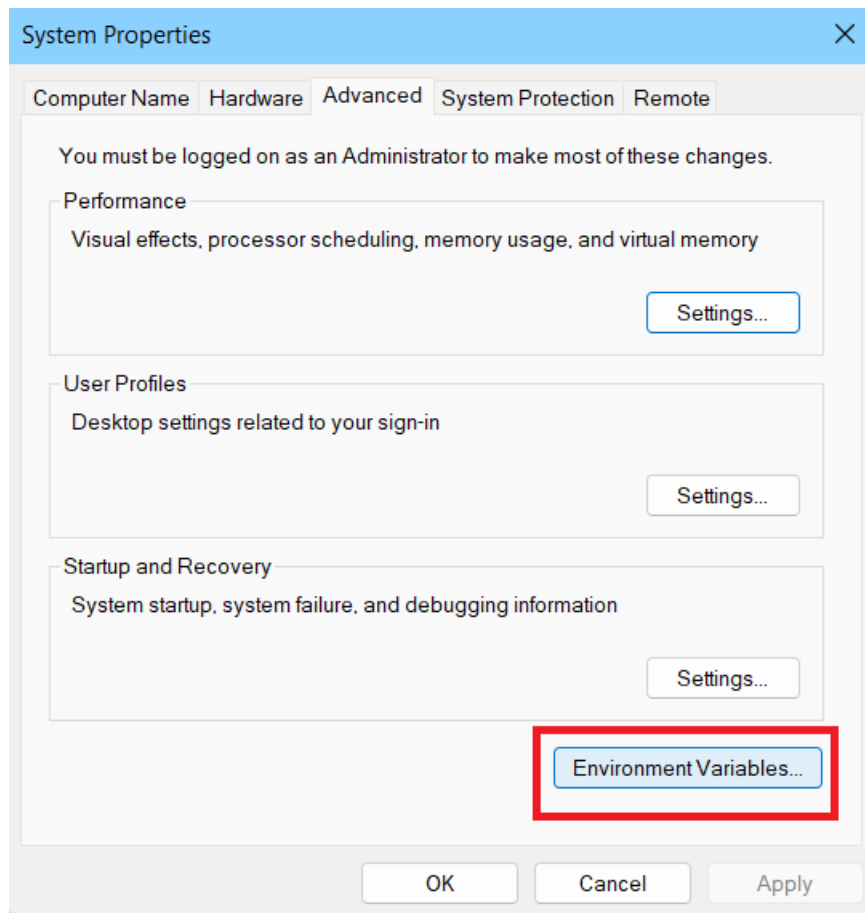 System Properties
Computer Name Hardware Advanced System Protection Remote
You must be logged on as an Administrator to make most of these changes.
Performance
Visual effects, processor scheduling, memory usage, and virtual memory
Settings...
User Profiles
Desktop settings related to your sign-in
Settings...
Startup and Recovery
System startup, system failure, and debugging information
Settings...
Environment Variables...
OK Cancel Apply